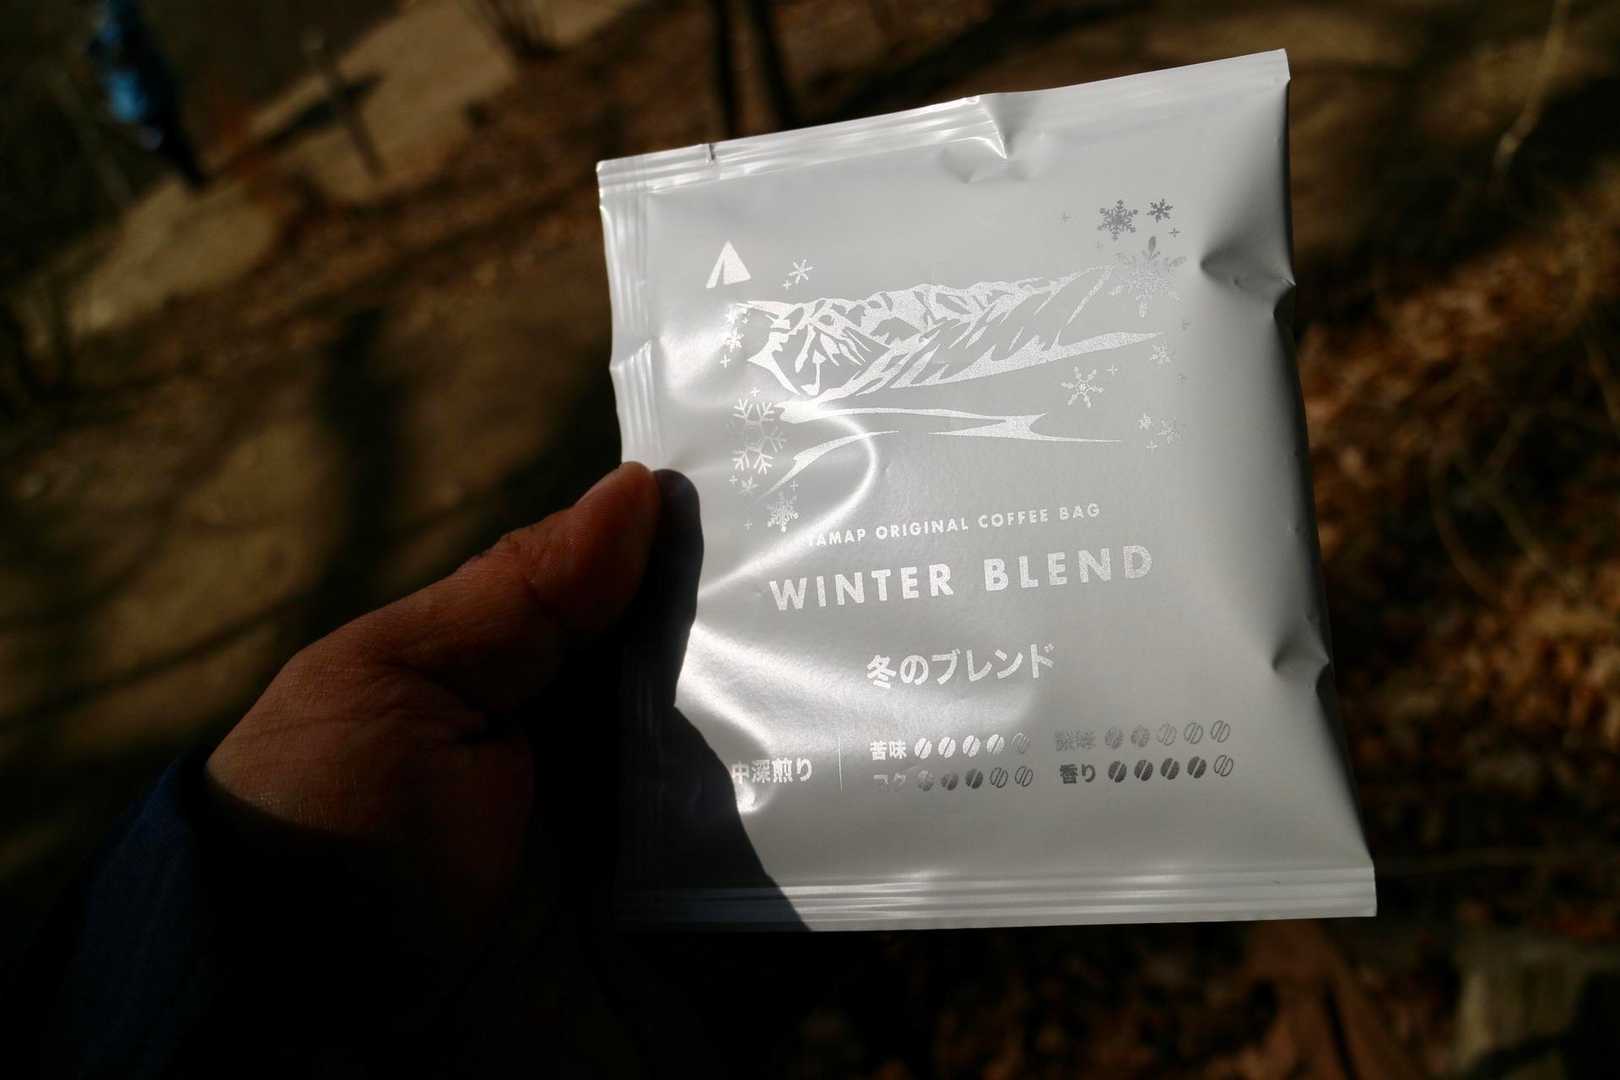 YAMAP ORIGINAL COFFEE BAG
WINTER BLEND
冬のブレンド
中深煎り
苦味
コク 香り